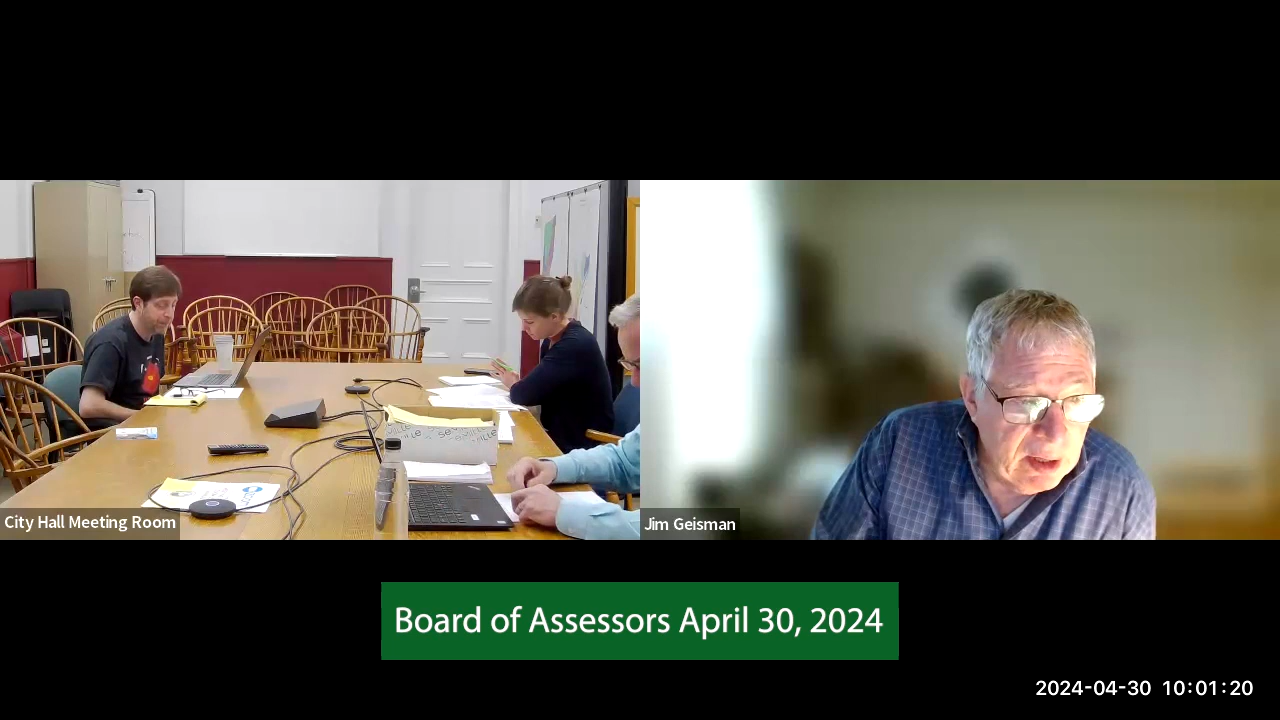 City Hall Meeting Room
Jim Geisman
Board of Assessors April 30, 2024
2024-04-30 10:01:20